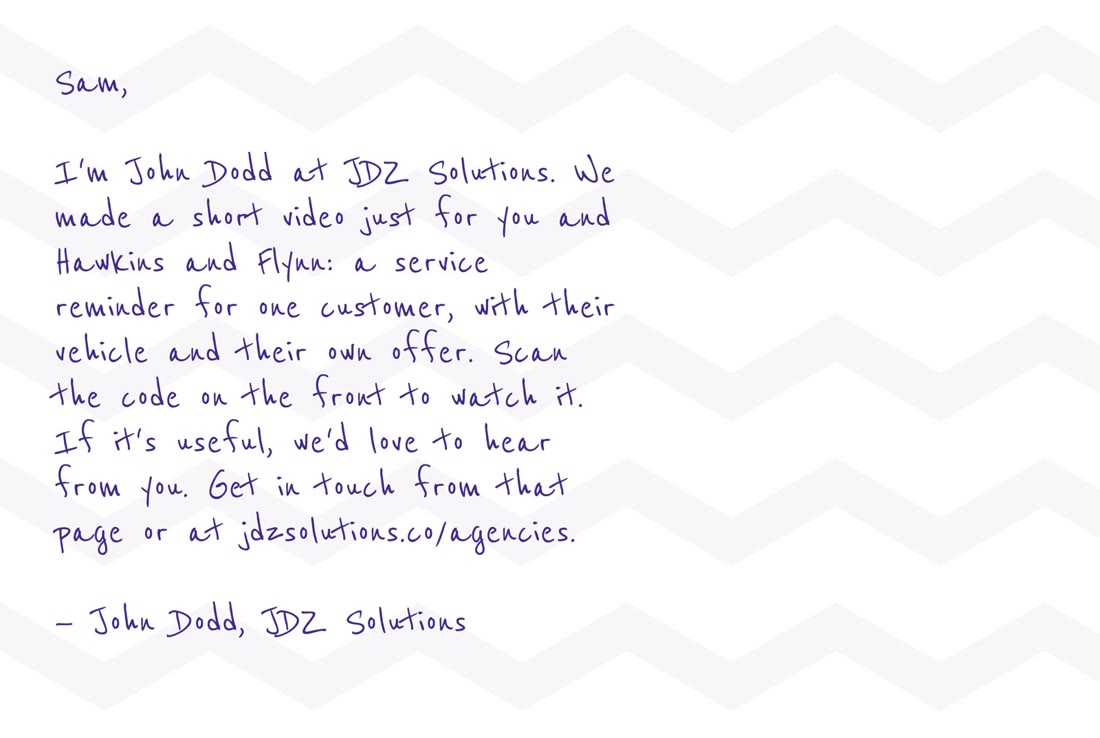 Sam,
I'm John Dodd at JDZ Solutions. We
made a short video just for you and
Hawkins and Flynn: a service
reminder for one customer, with their
vehicle and their own offer. Scan
the code on the front to watch it.
If it's useful, we'd love to hear
from you. Get in touch from that
page or at jdzsolutions.co/agencies.
– John Dodd, JDZ Solutions